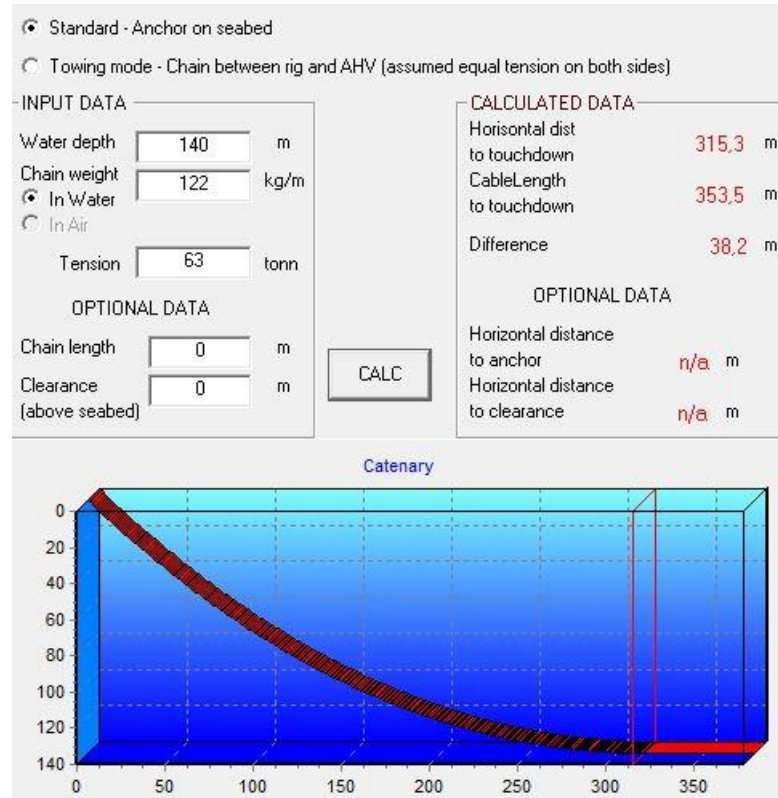 Standard - Anchor on seabed
Towing mode - Chain between rig and AHV (assumed equal tension on both sides)
INPUT DATA
Water depth 140 m
Chain weight 122 kg/m
In Water
In Air
Tension 63 tonn
OPTIONAL DATA
Chain length 0 m
Clearance 0 m
(above seabed)
CALC
CALCULATED DATA
Horisontal dist
to touchdown 315,3 m
CableLength
to touchdown 353,5 m
Difference 38,2 m
OPTIONAL DATA
Horizontal distance
to anchor n/a m
Horizontal distance
to clearance n/a m
Catenary
0
20
40
60
80
100
120
140
0 50 100 150 200 250 300 350